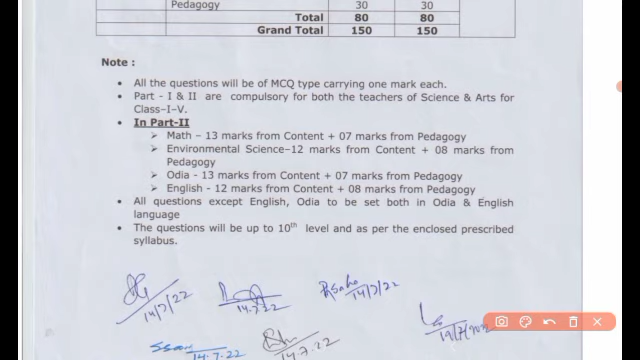 Pedagogy 30 30
Total 80 80
Grand Total 150 150
Note :
• All the questions will be of MCQ type carrying one mark each.
• Part - I & II are compulsory for both the teachers of Science & Arts for
Class–I–V.
• In Part-II
➢ Math – 13 marks from Content + 07 marks from Pedagogy
➢ Environmental Science–12 marks from Content + 08 marks from
Pedagogy
➢ Odia - 13 marks from Content + 07 marks from Pedagogy
➢ English - 12 marks from Content + 08 marks from Pedagogy
• All questions except English, Odia to be set both in Odia & English
language
• The questions will be up to 10th level and as per the enclosed prescribed
syllabus.
14/7/22
14.7.22
14/7/22
14.7.22
14.7.22